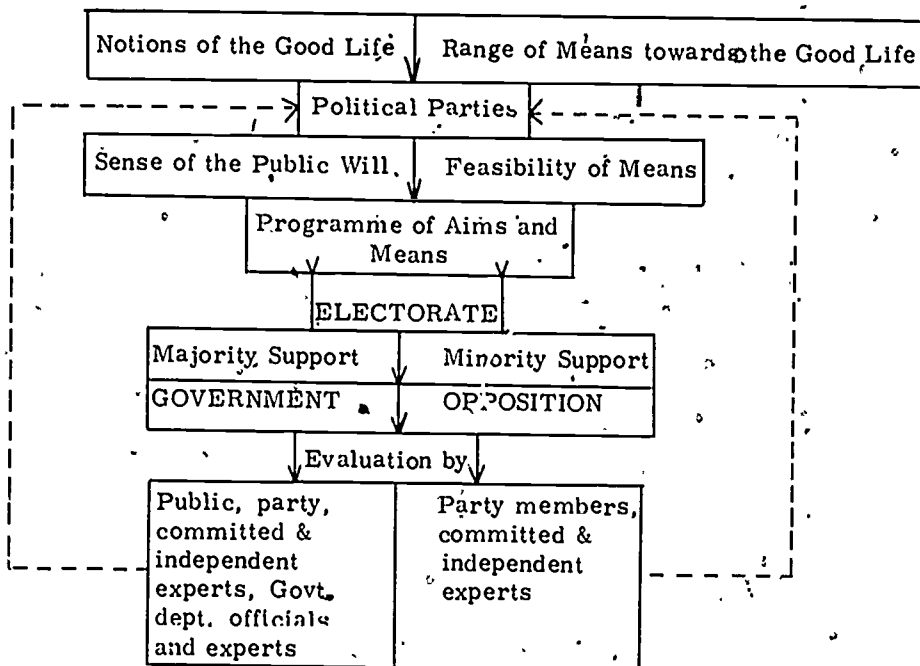 Notions of the Good Life
Range of Means towards the Good Life
Political Parties
Sense of the Public Will.
Feasibility of Means
Programme of Aims and
Means
ELECTORATE
Majority Support
Minority Support
GOVERNMENT
OPPOSITION
Evaluation by
Public, party,
committed &
independent
experts, Govt.
dept. officials
and experts
Party members,
committed &
independent
experts